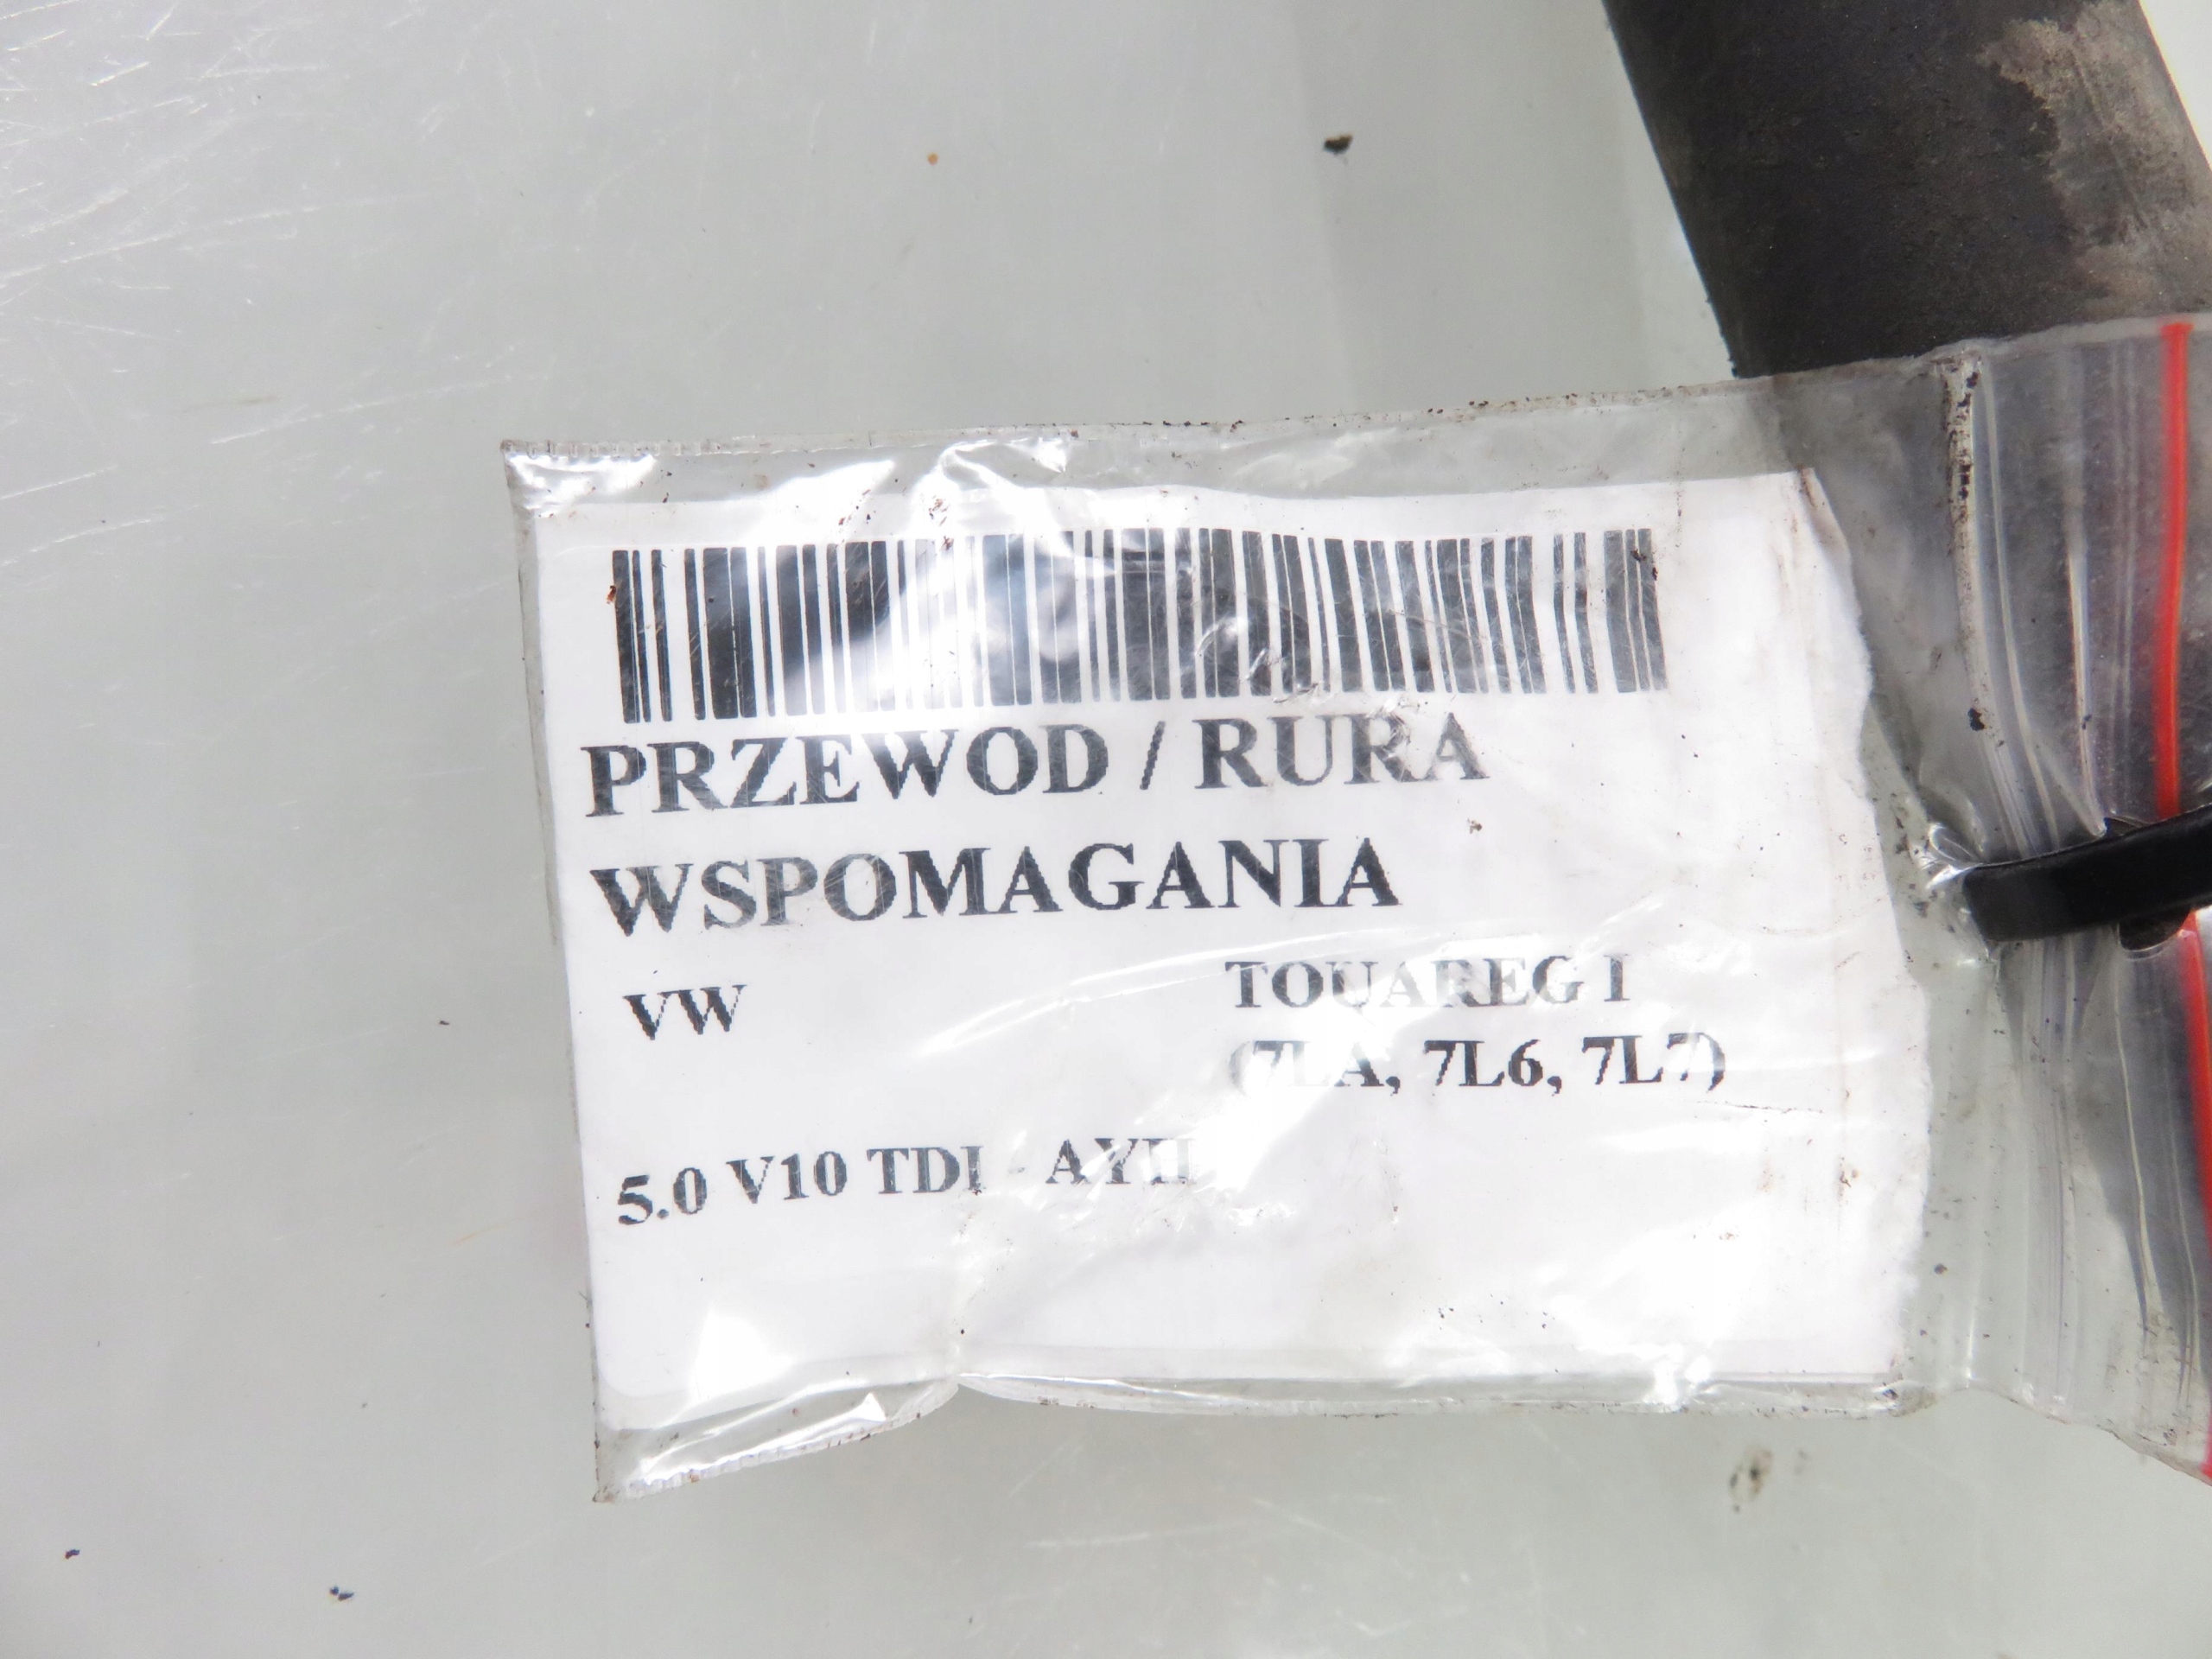 PRZEWOD / RURA
WSPOMAGANIA
VW
TOUAREG I
(7LA, 7L6, 7L7)
5.0 V10 TDI - AYH